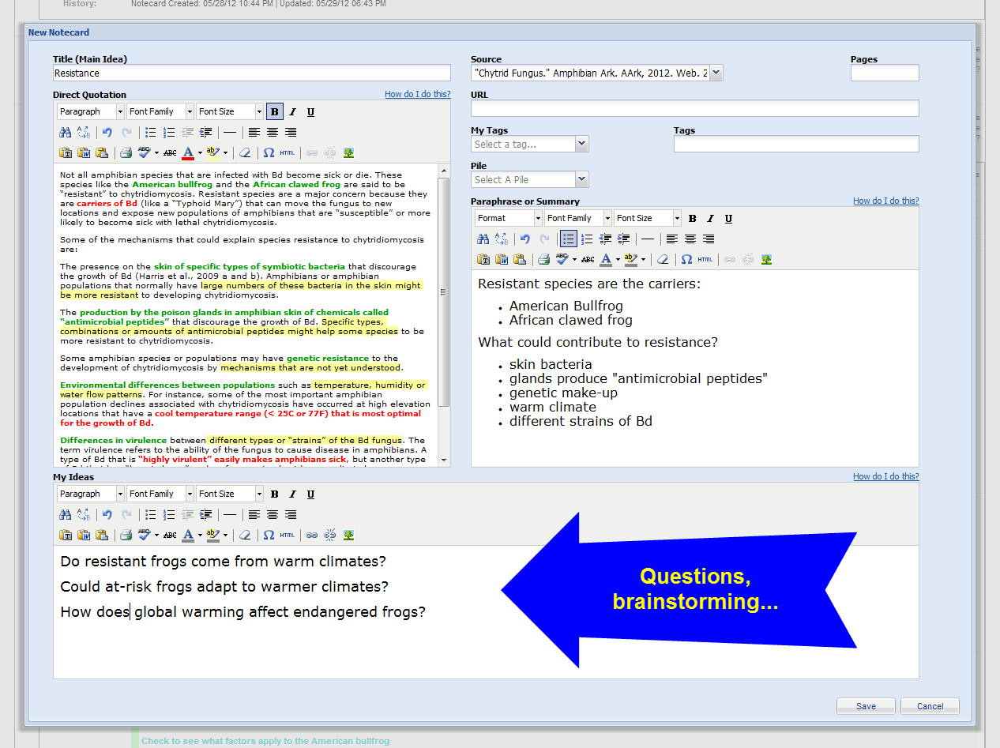 History: Notecard Created: 05/28/12 10:44 PM | Updated: 05/29/12 06:43 PM
New Notecard
Title (Main Idea)
Resistance
Source
"Chytrid Fungus." Amphibian Ark. AArk, 2012. Web. 2
Pages
Direct Quotation
How do I do this?
Paragraph Font Family Font Size B I U
ABC ABC A ab Ω HTML
Not all amphibian species that are infected with Bd become sick or die. These
species like the American bullfrog and the African clawed frog are said to be
“resistant” to chytridiomycosis. Resistant species are a major concern because they
are carriers of Bd (like a “Typhoid Mary”) that can move the fungus to new
locations and expose new populations of amphibians that are “susceptible” or more
likely to become sick with lethal chytridiomycosis.
Some of the mechanisms that could explain species resistance to chytridiomycosis
are:
The presence on the skin of specific types of symbiotic bacteria that discourage
the growth of Bd (Harris et al., 2009 a and b). Amphibians or amphibian
populations that normally have large numbers of these bacteria in the skin might
be more resistant to developing chytridiomycosis.
The production by the poison glands in amphibian skin of chemicals called
“antimicrobial peptides” that discourage the growth of Bd. Specific types,
combinations or amounts of antimicrobial peptides might help some species to be
more resistant to chytridiomycosis.
Some amphibian species or populations may have genetic resistance to the
development of chytridiomycosis by mechanisms that are not yet understood.
Environmental differences between populations such as temperature, humidity or
water flow patterns. For instance, some of the most important amphibian
population declines associated with chytridiomycosis have occurred at high elevation
locations that have a cool temperature range (< 25C or 77F) that is most optimal
for the growth of Bd.
Differences in virulence between different types or “strains” of the Bd fungus. The
term virulence refers to the ability of the fungus to cause disease in amphibians. A
type of Bd that is “highly virulent” easily makes amphibians sick, but another type
URL
My Tags
Select a tag...
Tags
Pile
Select A Pile
Paraphrase or Summary
How do I do this?
Format Font Family Font Size B I U
ABC ABC A ab Ω HTML
Resistant species are the carriers:
• American Bullfrog
• African clawed frog
What could contribute to resistance?
• skin bacteria
• glands produce "antimicrobial peptides"
• genetic make-up
• warm climate
• different strains of Bd
My Ideas
How do I do this?
Paragraph Font Family Font Size B I U
ABC ABC A ab Ω HTML
Do resistant frogs come from warm climates?
Could at-risk frogs adapt to warmer climates?
How does global warming affect endangered frogs?
Questions,
brainstorming...
Save
Cancel
Check to see what factors apply to the American bullfrog